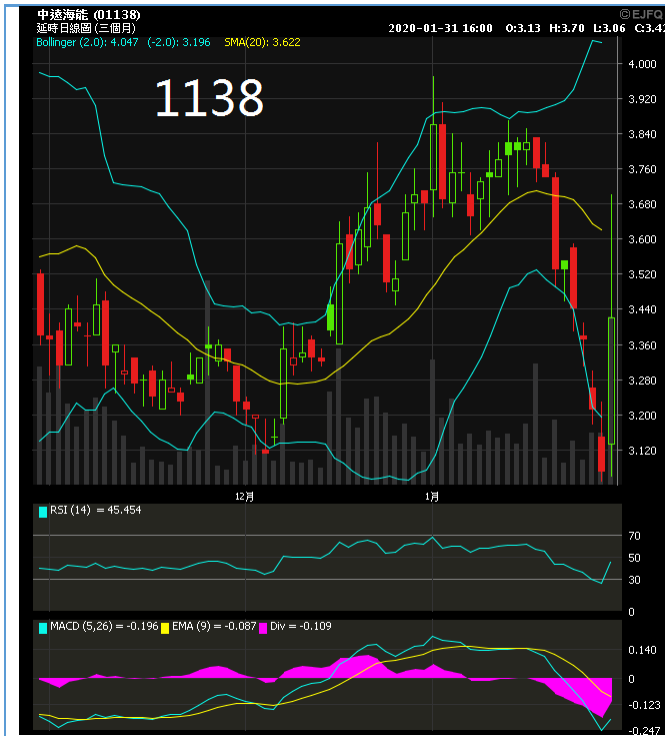 中遠海能 (01138)
©EJFQ
延時日線圖 (三個月)
2020-01-31 16:00 O:3.13 H:3.70 L:3.06 C:3.42
Bollinger (2.0): 4.047 (-2.0): 3.196 SMA(20): 3.622
1138
4.000
3.920
3.840
3.760
3.680
3.600
3.520
3.440
3.360
3.280
3.200
3.120
12月 1月
RSI (14) = 45.454
70
50
30
0
MACD (5,26) = -0.196 EMA (9) = -0.087 Div = -0.109
0.140
0
-0.123
-0.247